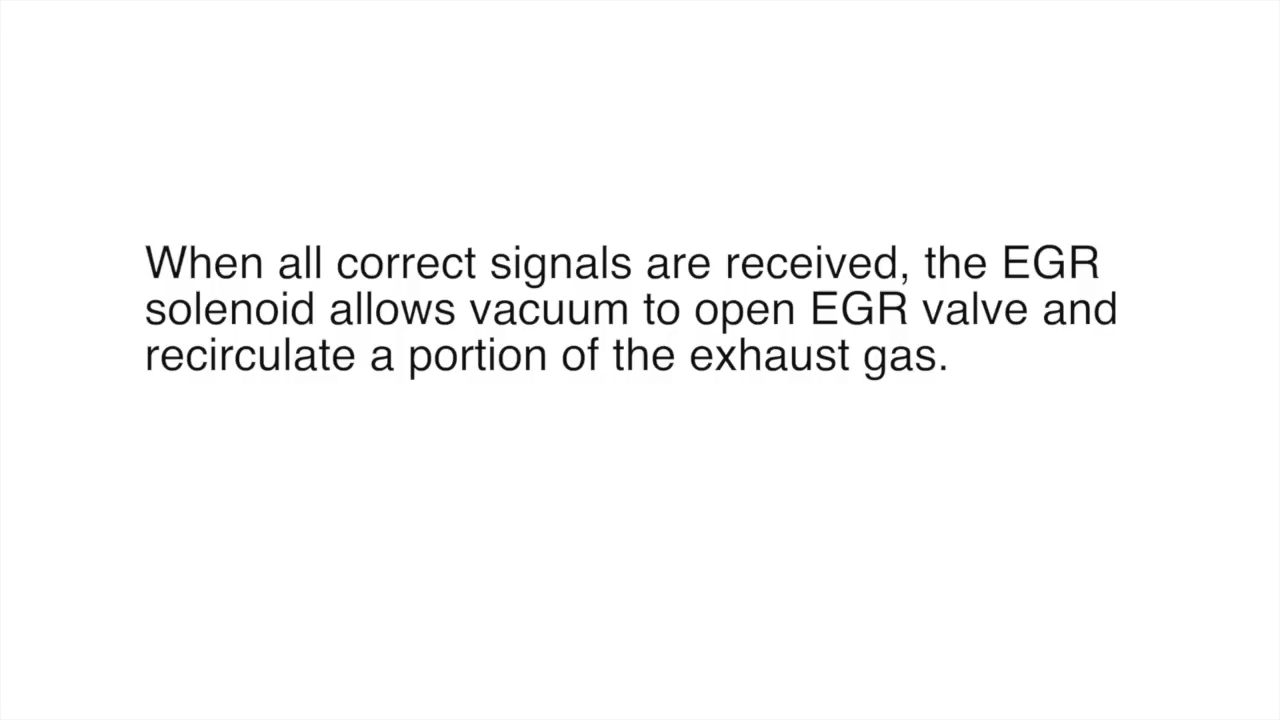 When all correct signals are received, the EGR
solenoid allows vacuum to open EGR valve and
recirculate a portion of the exhaust gas.